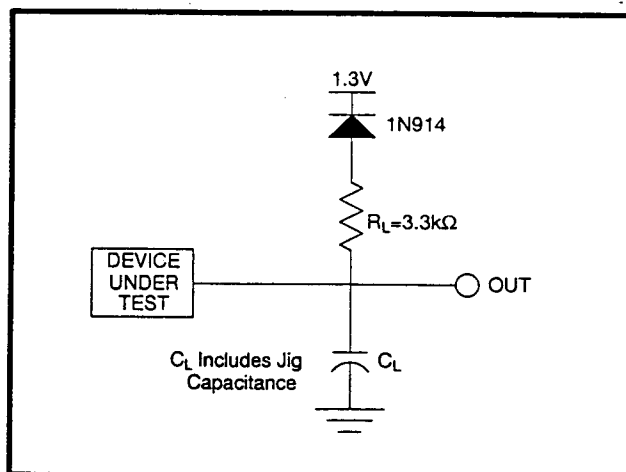 1.3V
1N914
R_L=3.3kΩ
DEVICE
UNDER
TEST
OUT
C_L Includes Jig
Capacitance
C_L